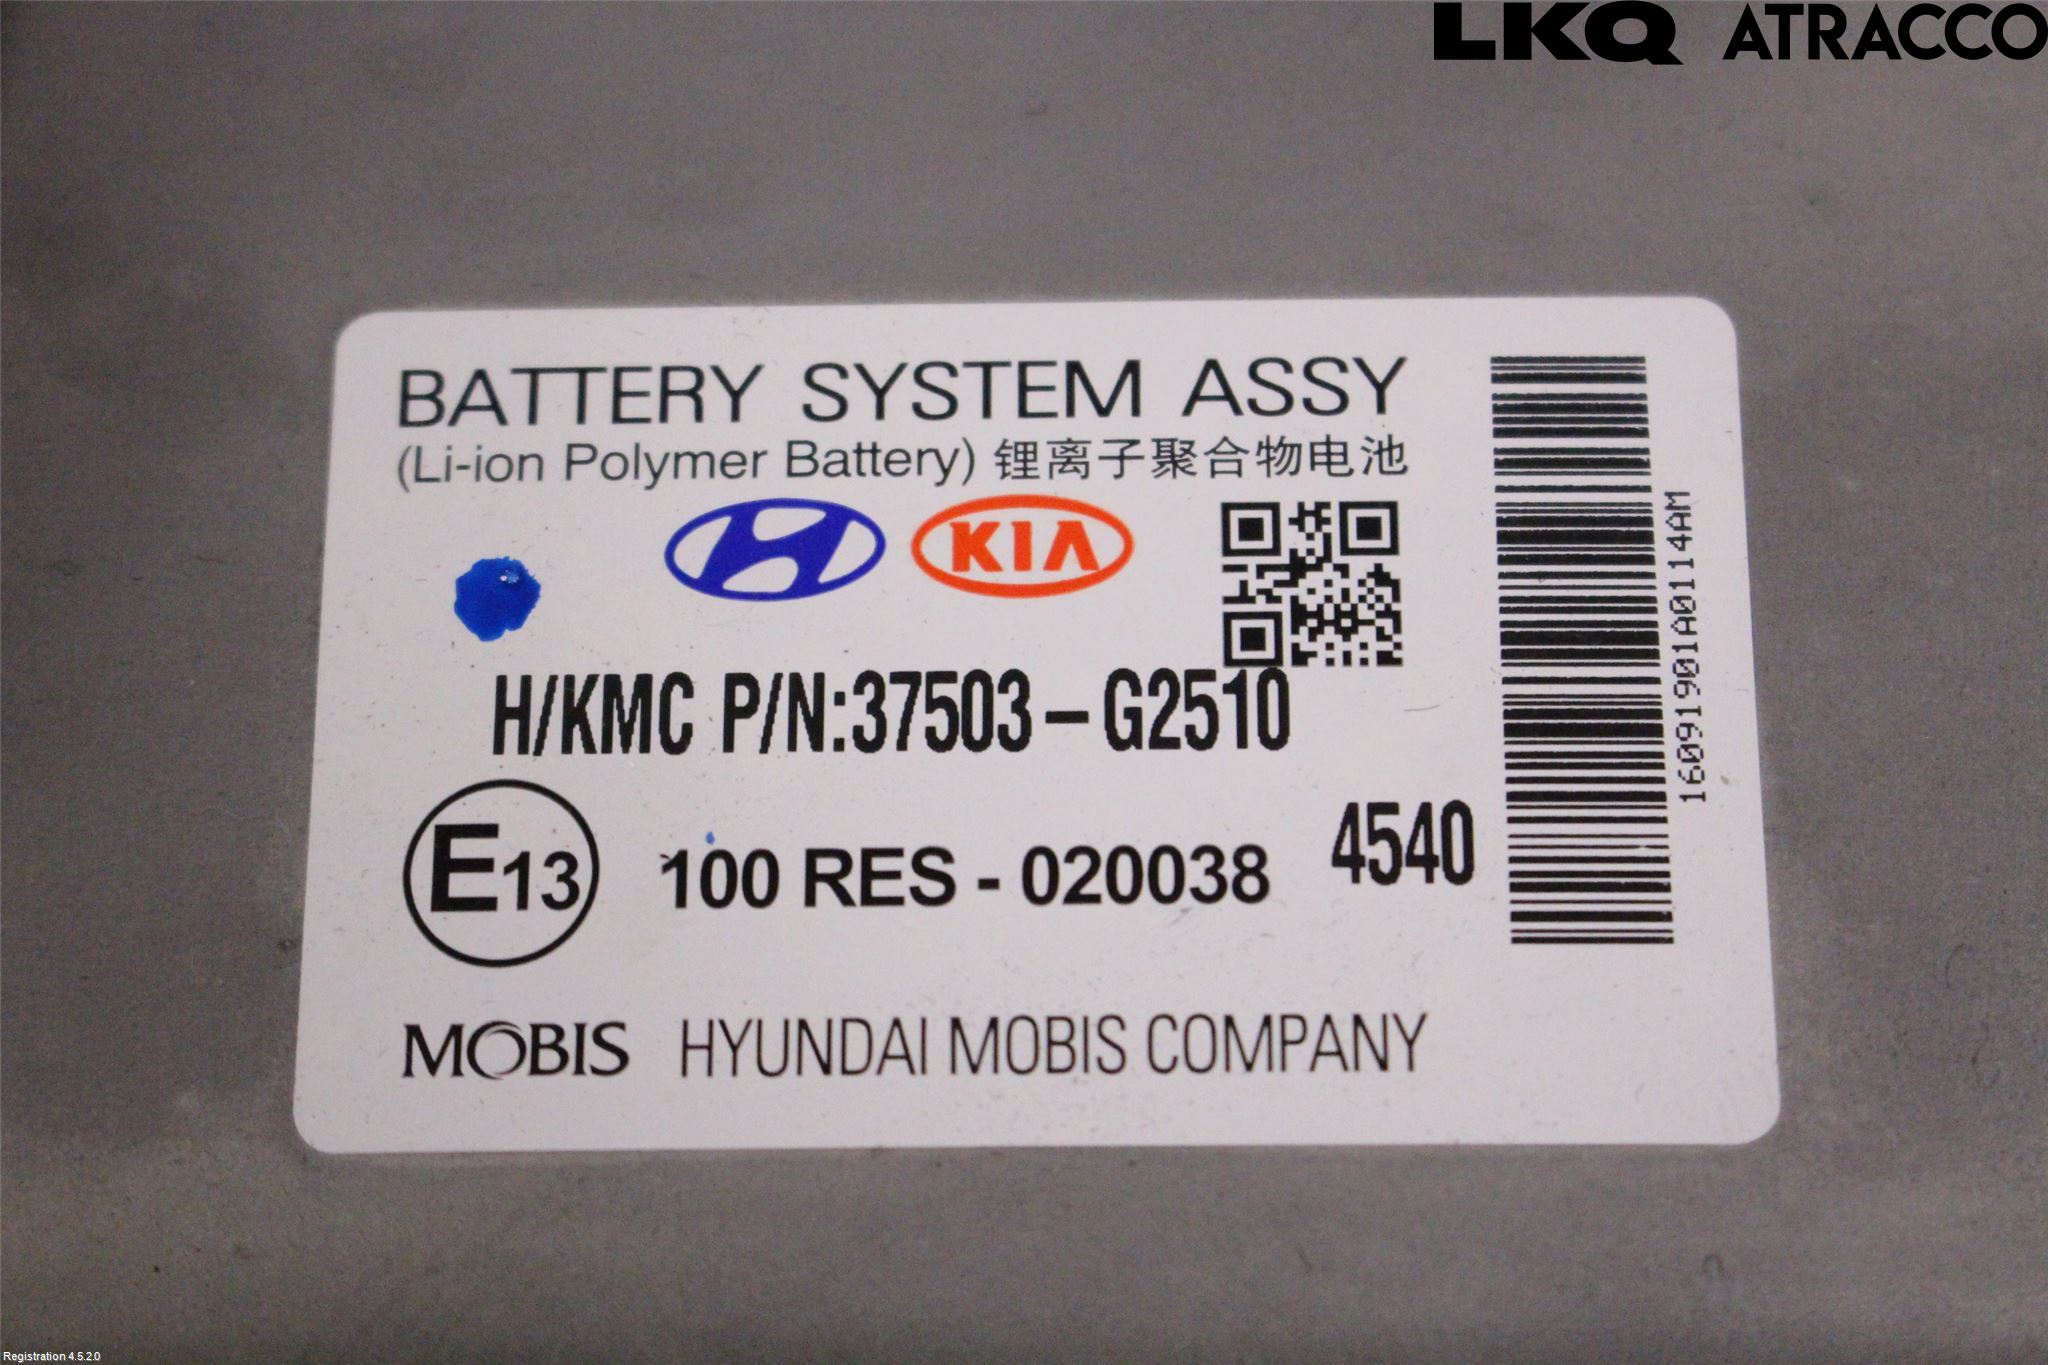 LKQ ATRACCO
BATTERY SYSTEM ASSY
(Li-ion Polymer Battery) 锂离子聚合物电池
KIA
H/KMC P/N:37503-G2510
E13 100 RES - 020038 4540
MOBIS HYUNDAI MOBIS COMPANY
16091901A0114AM
Registration 4.5.2.0